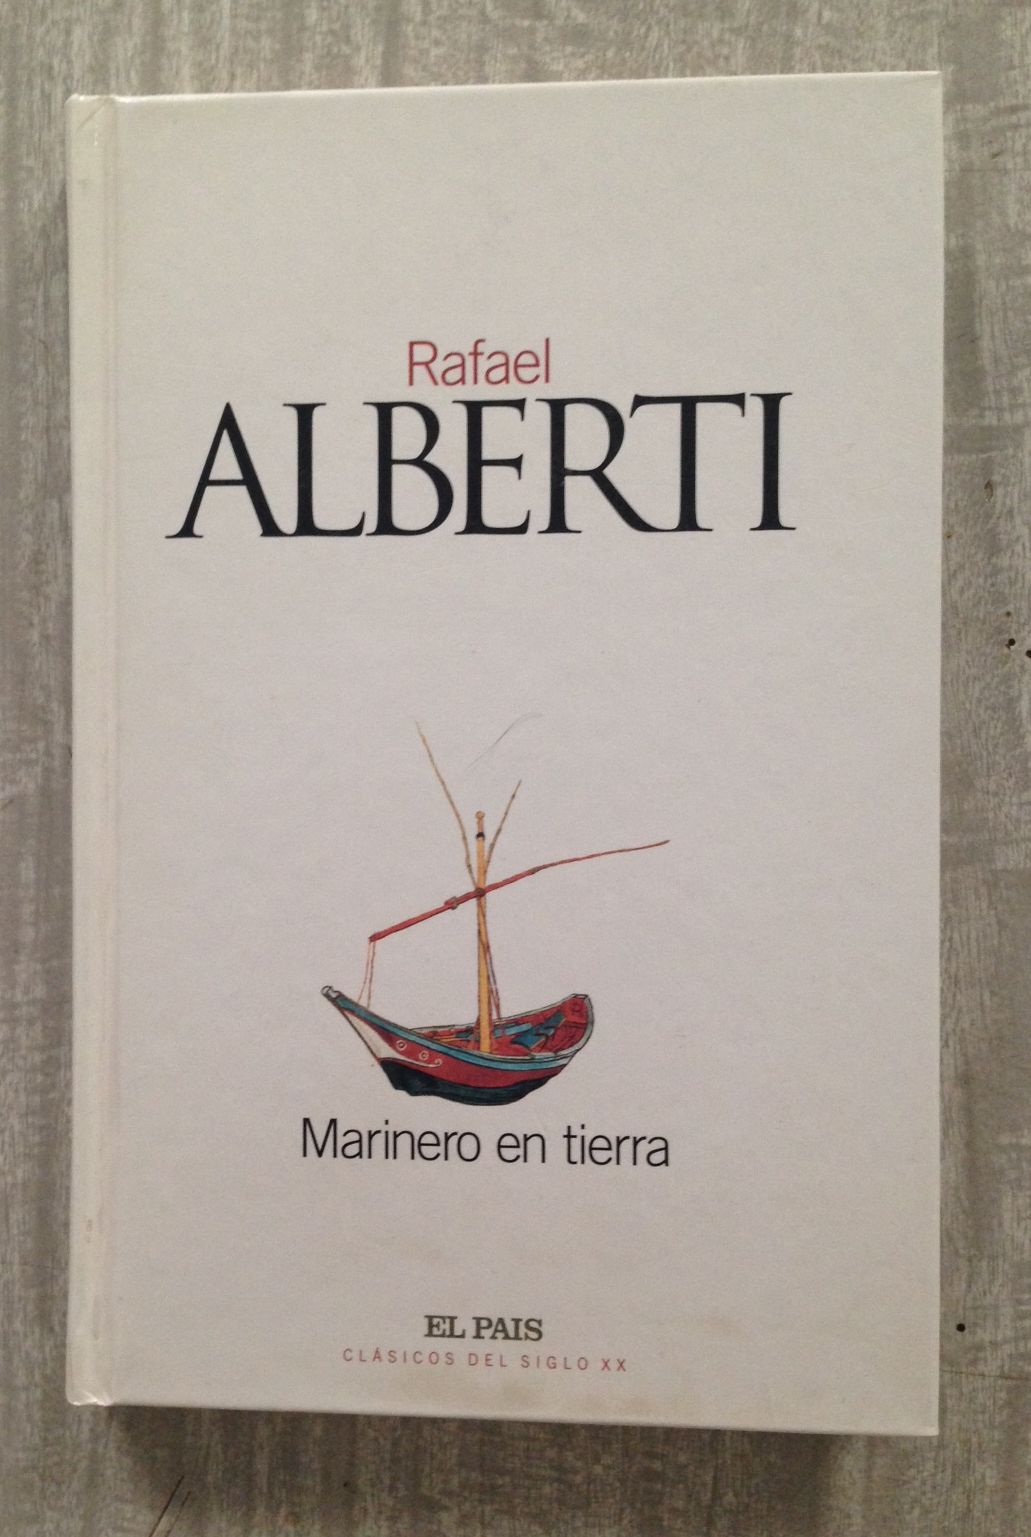 Rafael
ALBERTI
Marinero en tierra
EL PAIS
CLÁSICOS DEL SIGLO XX